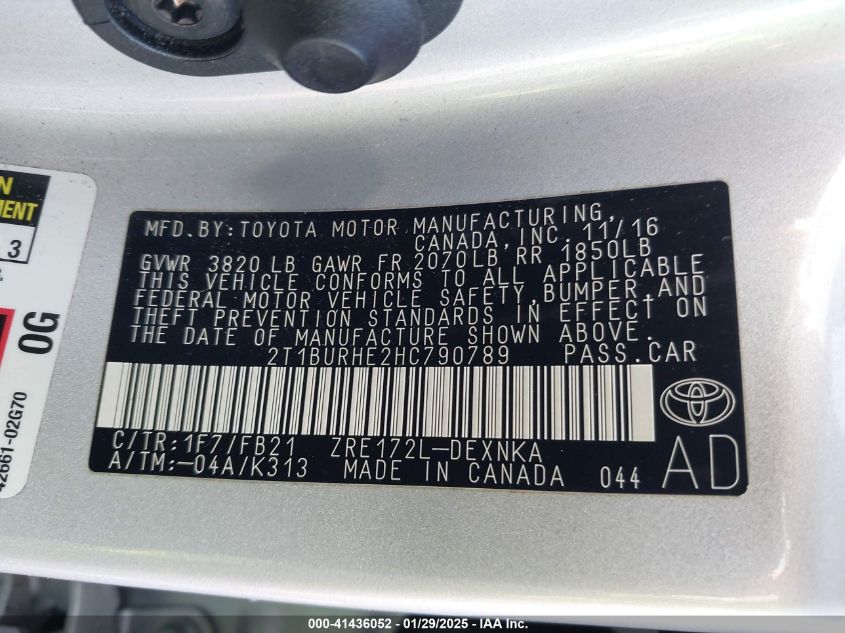 MFD. BY: TOYOTA MOTOR MANUFACTURING,
CANADA, INC. 11/16
GVWR 3820 LB GAWR FR 2070LB RR 1850LB
THIS VEHICLE CONFORMS TO ALL APPLICABLE
FEDERAL MOTOR VEHICLE SAFETY, BUMPER, AND
THEFT PREVENTION STANDARDS IN EFFECT ON
THE DATE OF MANUFACTURE SHOWN ABOVE.
2T1BURHE2HC790789 PASS. CAR
C/TR: 1F7/FB21 ZRE172L-DEXNKA
A/TM: -04A/K313 MADE IN CANADA 044 AD
3
0G
42661-02G70
000-41436052 / 01/29/2025 - IAA Inc.